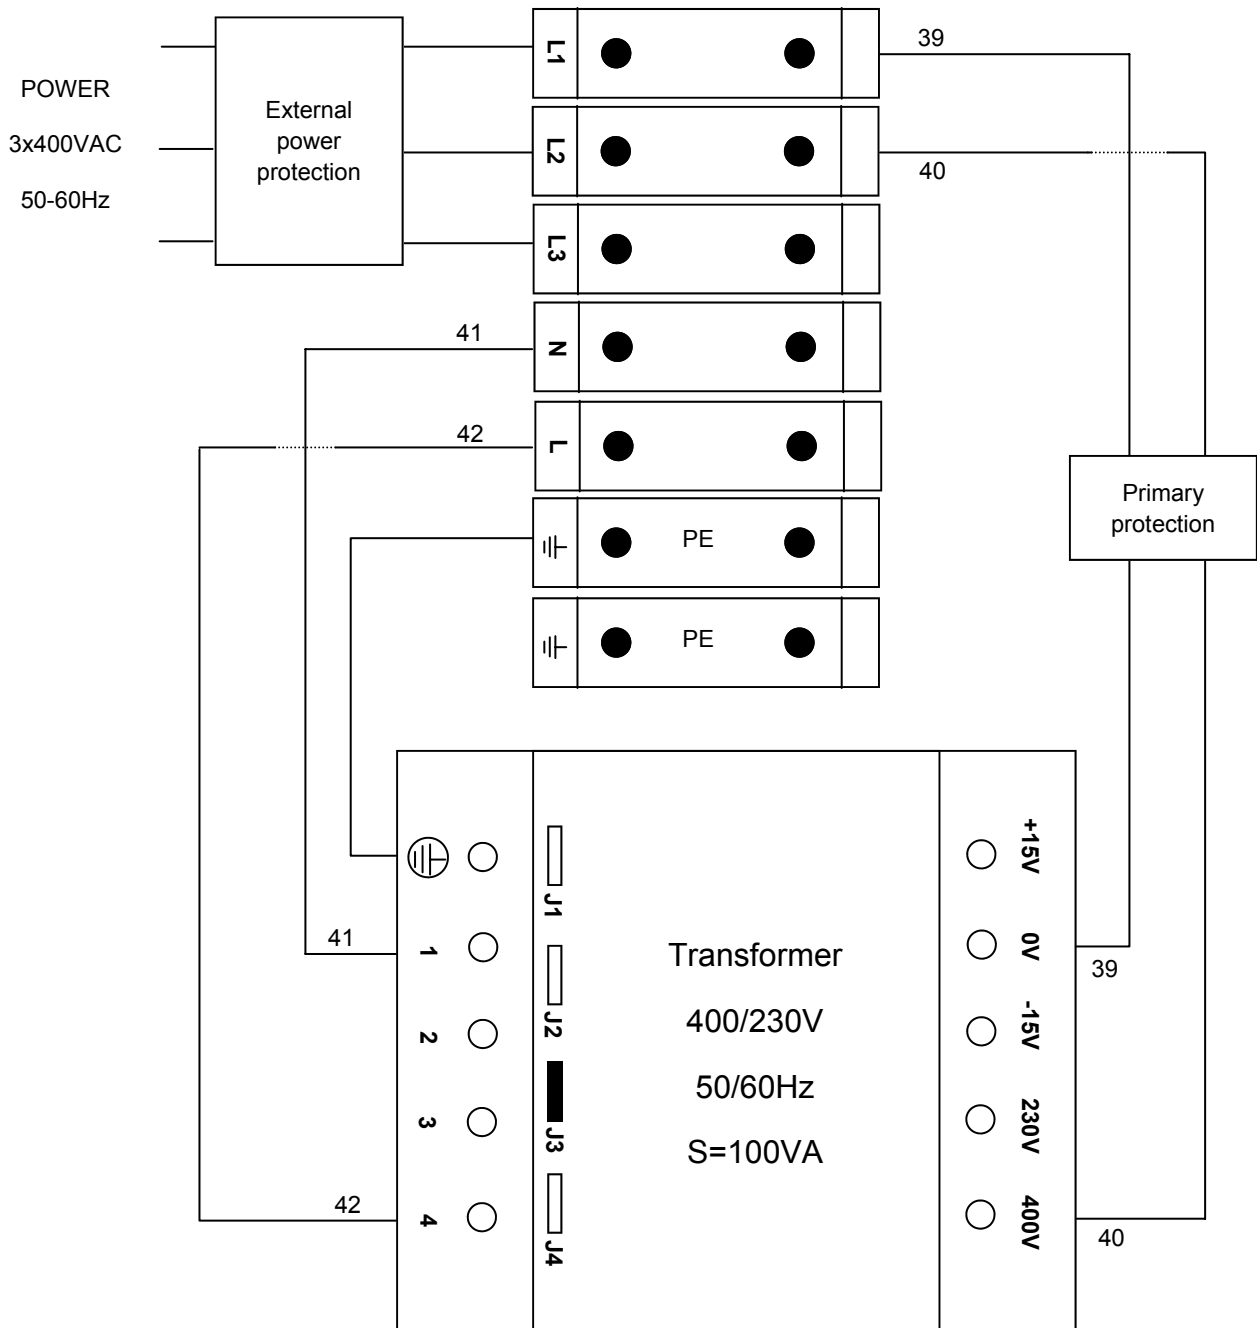 POWER
3x400VAC
50-60Hz
External
power
protection
L1
39
L2
40
L3
41
N
42
L
PE
PE
Primary
protection
J1
+15V
41
1
J2
0V
39
2
-15V
Transformer
400/230V
50/60Hz
S=100VA
3
J3
230V
42
4
J4
400V
40